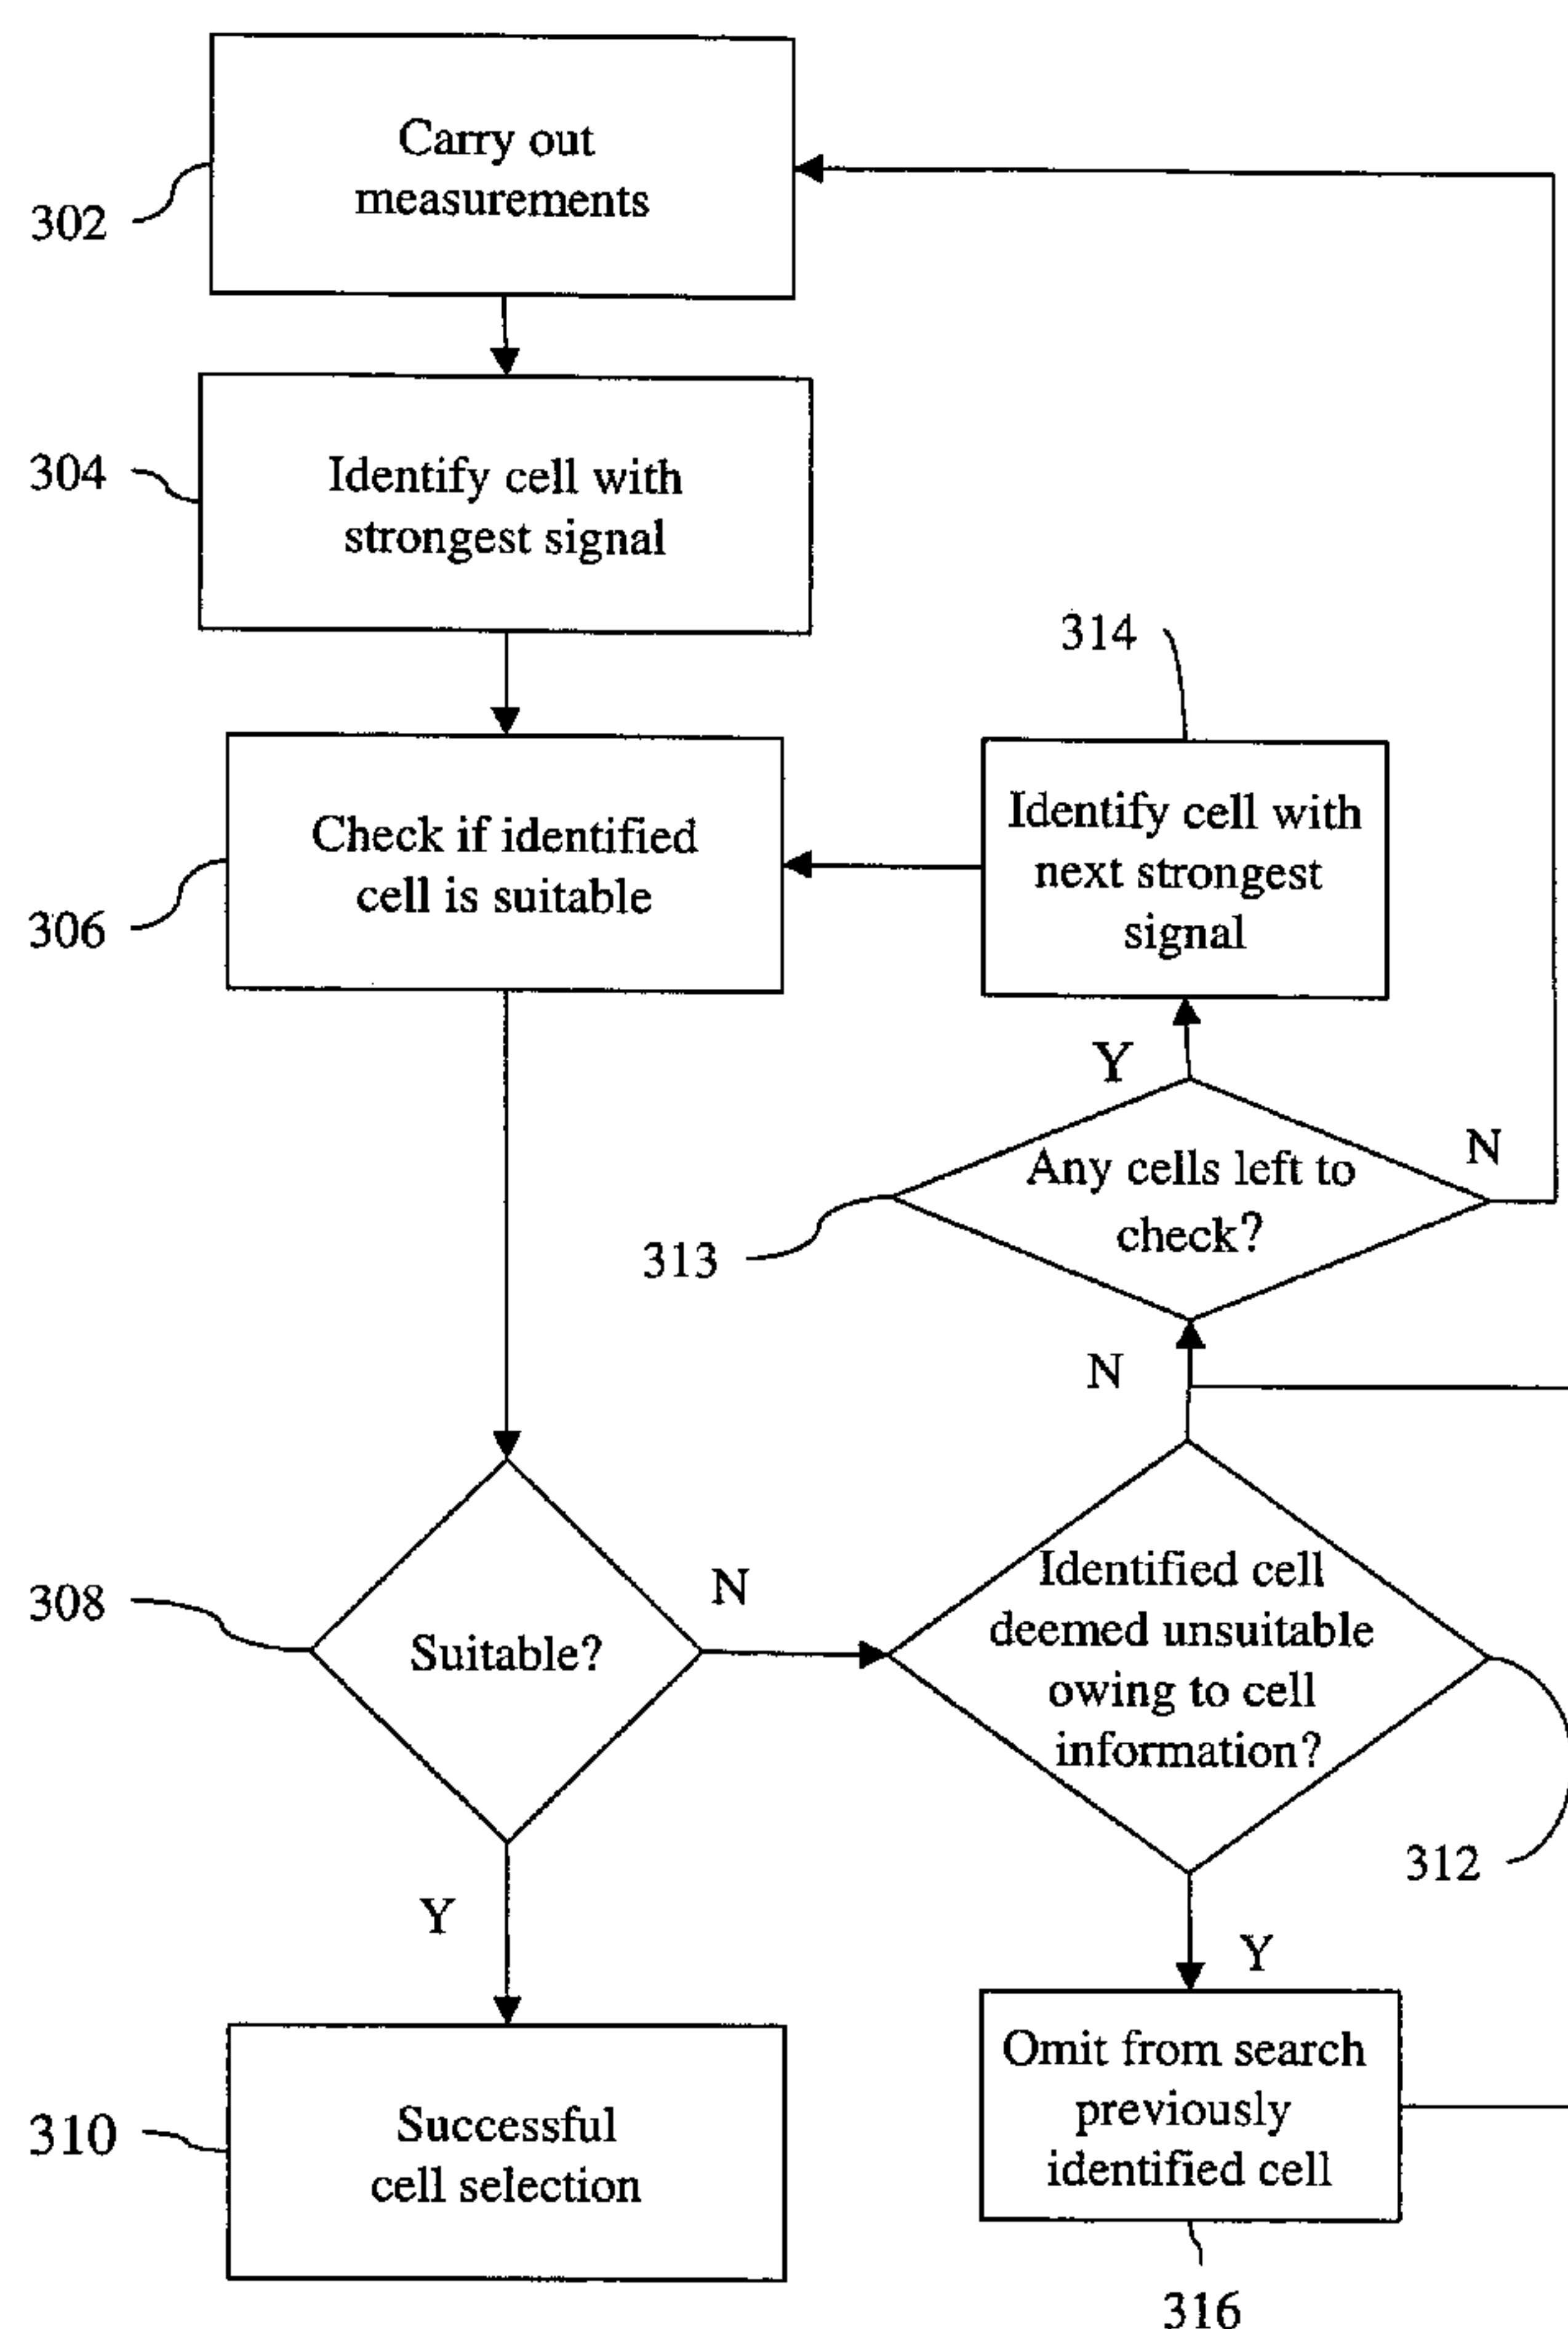 Carry out
measurements
302
Identify cell with
strongest signal
304
314
Check if identified
cell is suitable
306
Identify cell with
next strongest
signal
Y
N
Any cells left to
check?
313
N
308
Suitable?
N
Identified cell
deemed unsuitable
owing to cell
information?
312
Y
Y
Successful
cell selection
310
Omit from search
previously
identified cell
316